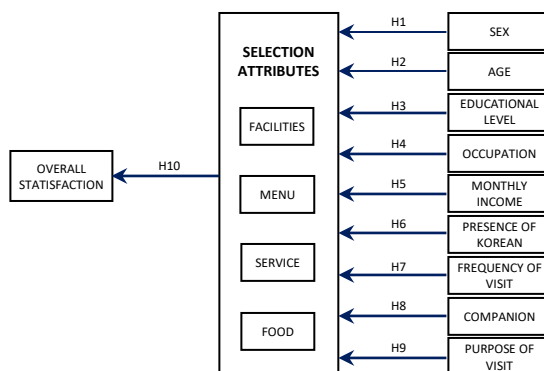 SELECTION
ATTRIBUTES
FACILITIES
MENU
SERVICE
FOOD
OVERALL
STATISFACTION
H10
H1
SEX
H2
AGE
H3
EDUCATIONAL
LEVEL
H4
OCCUPATION
H5
MONTHLY
INCOME
H6
PRESENCE OF
KOREAN
H7
FREQUENCY OF
VISIT
H8
COMPANION
H9
PURPOSE OF
VISIT